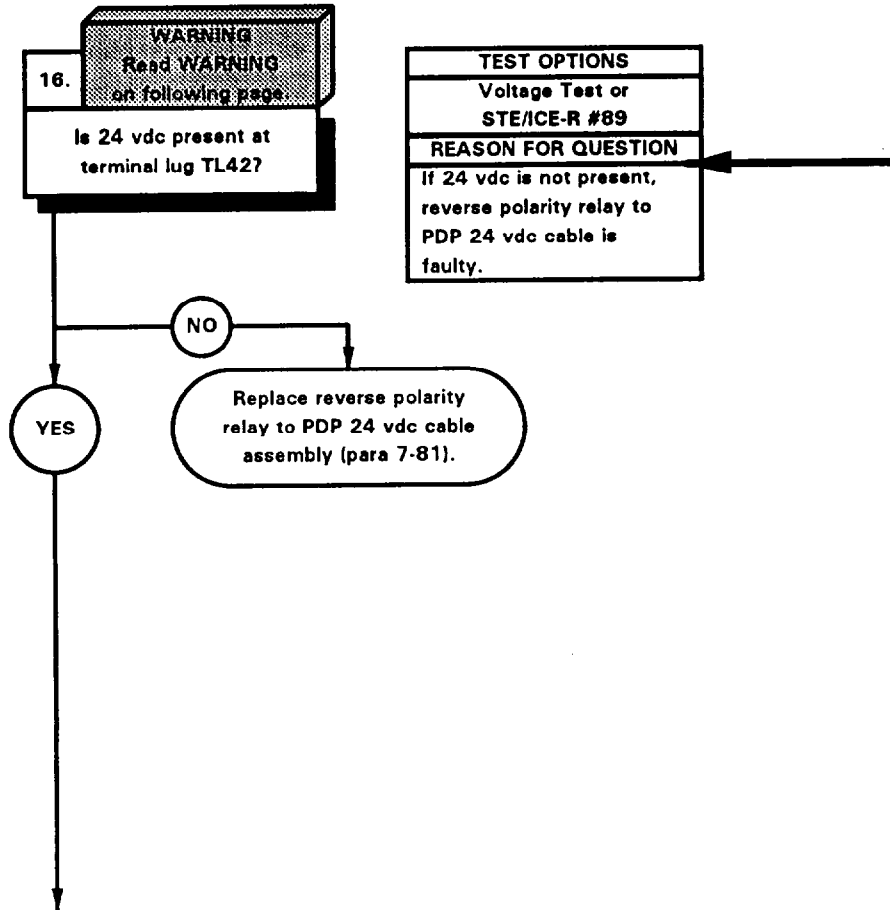 WARNING
Read WARNING
on following page.
16.
Is 24 vdc present at
terminal lug TL42?
TEST OPTIONS
Voltage Test or
STE/ICE-R #89
REASON FOR QUESTION
If 24 vdc is not present,
reverse polarity relay to
PDP 24 vdc cable is
faulty.
NO
YES
Replace reverse polarity
relay to PDP 24 vdc cable
assembly (para 7-81).